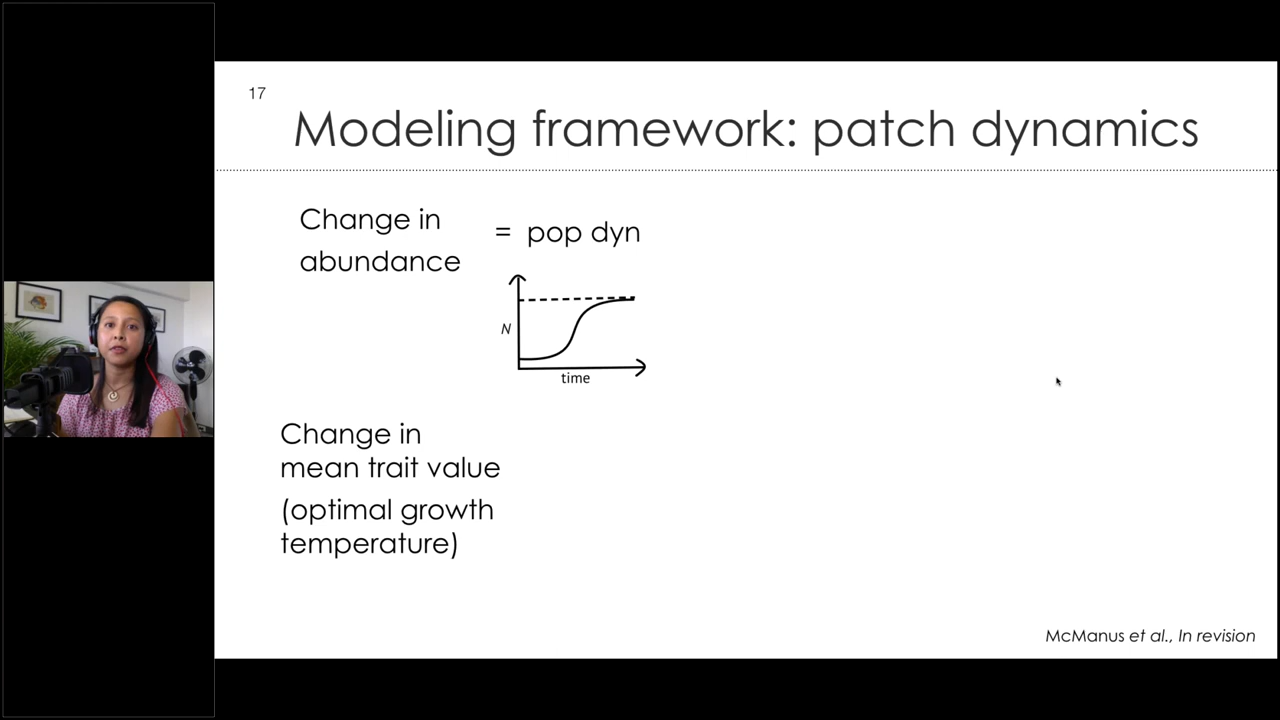 17
Modeling framework: patch dynamics
Change in
abundance
= pop dyn
N
time
Change in
mean trait value
(optimal growth
temperature)
McManus et al., In revision